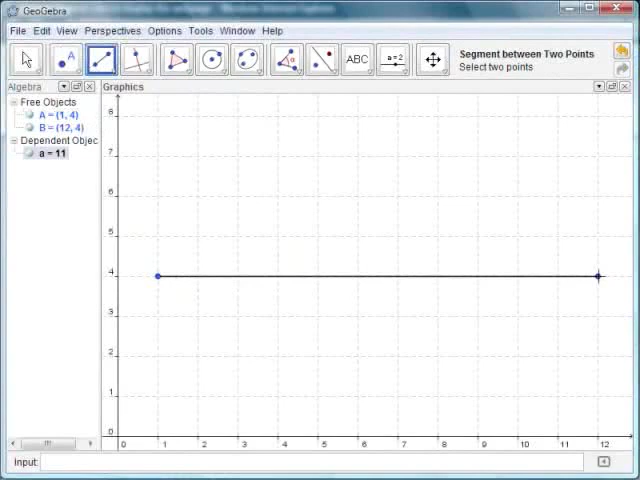 GeoGebra
File Edit View Perspectives Options Tools Window Help
A
α
ABC
a = 2
Segment between Two Points
Select two points
Algebra
Graphics
Free Objects
A = (1, 4)
B = (12, 4)
Dependent Objec
a = 11
8
7
6
5
4
3
2
1
0
0 1 2 3 4 5 6 7 8 9 10 11 12
Input: